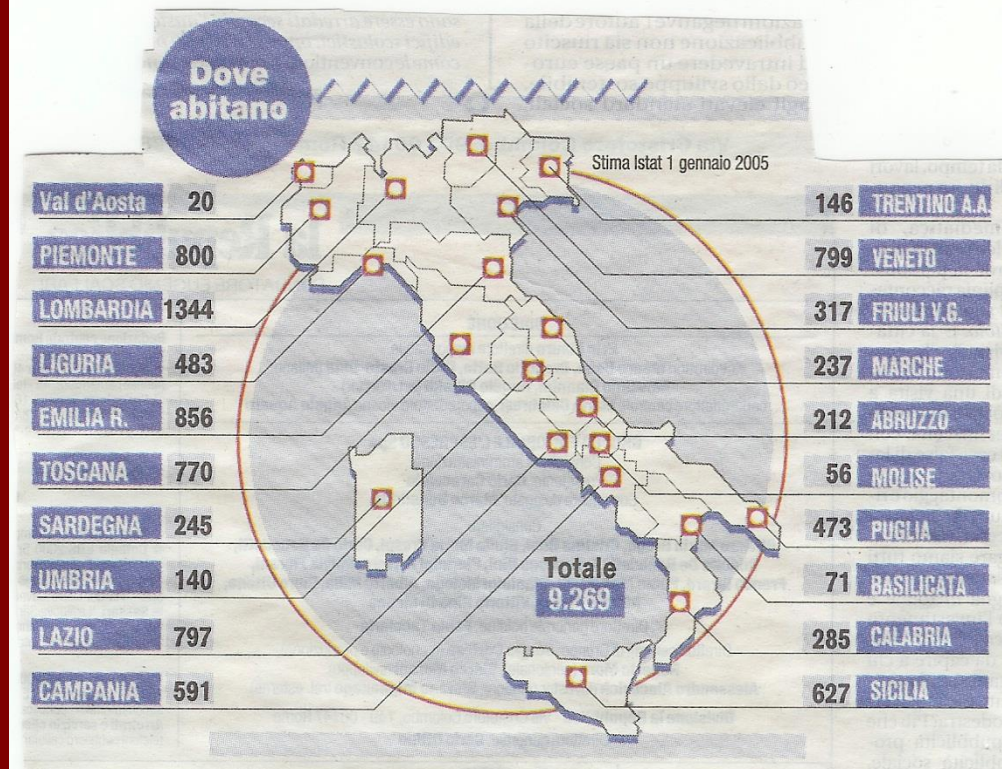 Dove
abitano
Stima Istat 1 gennaio 2005
Val d'Aosta 20
PIEMONTE 800
LOMBARDIA 1344
LIGURIA 483
EMILIA R. 856
TOSCANA 770
SARDEGNA 245
UMBRIA 140
LAZIO 797
CAMPANIA 591
146 TRENTINO A.A.
799 VENETO
317 FRIULI V.G.
237 MARCHE
212 ABRUZZO
56 MOLISE
473 PUGLIA
71 BASILICATA
285 CALABRIA
627 SICILIA
Totale
9.269